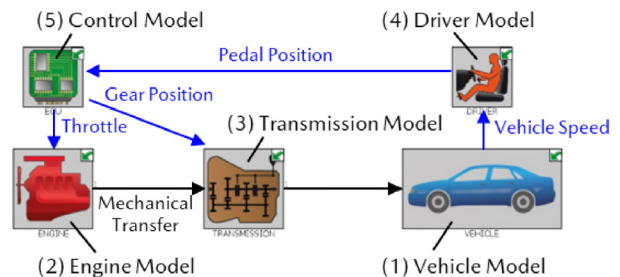 (5) Control Model
(4) Driver Model
Pedal Position
Gear Position
ECU
DRIVER
Throttle
(3) Transmission Model
Vehicle Speed
Mechanical
Transfer
ENGINE
TRANSMISSION
VEHICLE
(2) Engine Model
(1) Vehicle Model